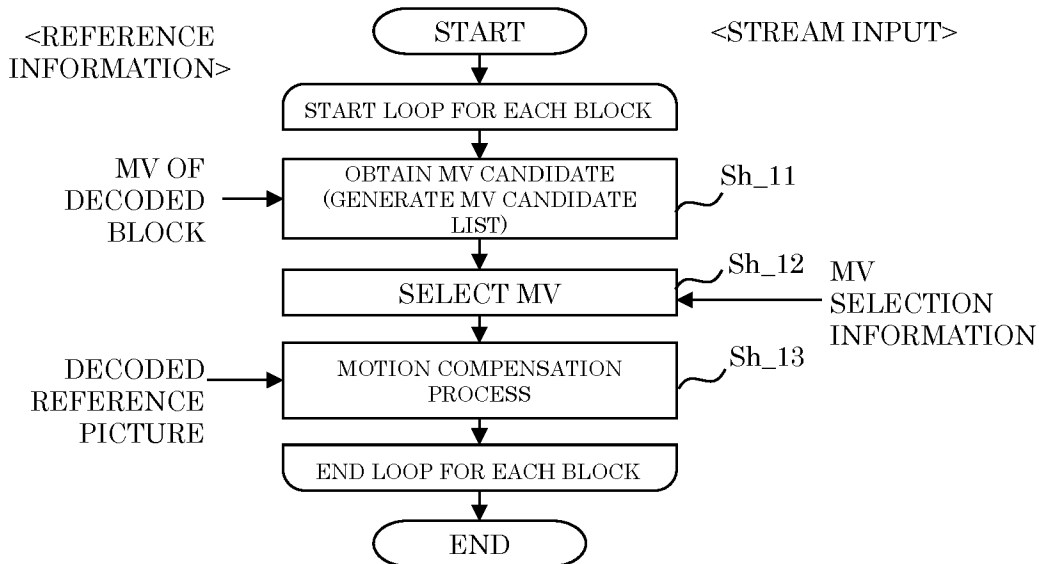 <REFERENCE
INFORMATION>
START
<STREAM INPUT>
START LOOP FOR EACH BLOCK
MV OF
DECODED
BLOCK
OBTAIN MV CANDIDATE
(GENERATE MV CANDIDATE
LIST)
Sh_11
SELECT MV
Sh_12
MV
SELECTION
INFORMATION
DECODED
REFERENCE
PICTURE
MOTION COMPENSATION
PROCESS
Sh_13
END LOOP FOR EACH BLOCK
END